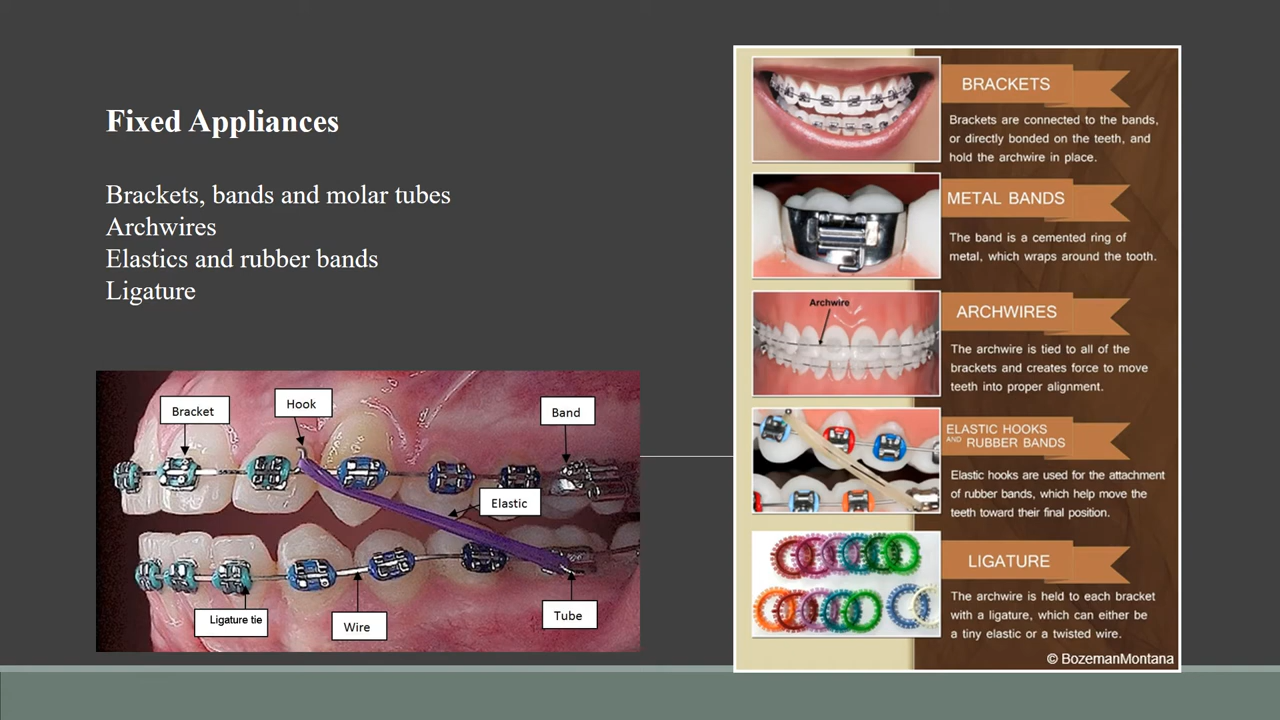 Fixed Appliances
Brackets, bands and molar tubes
Archwires
Elastics and rubber bands
Ligature
Bracket
Hook
Band
Elastic
Ligature tie
Wire
Tube
BRACKETS
Brackets are connected to the bands,
or directly bonded on the teeth, and
hold the archwire in place.
METAL BANDS
The band is a cemented ring of
metal, which wraps around the tooth.
Archwire
ARCHWIRES
The archwire is tied to all of the
brackets and creates force to move
teeth into proper alignment.
ELASTIC HOOKS
AND RUBBER BANDS
Elastic hooks are used for the attachment
of rubber bands, which help move the
teeth toward their final position.
LIGATURE
The archwire is held to each bracket
with a ligature, which can either be
a tiny elastic or a twisted wire.
© BozemanMontana